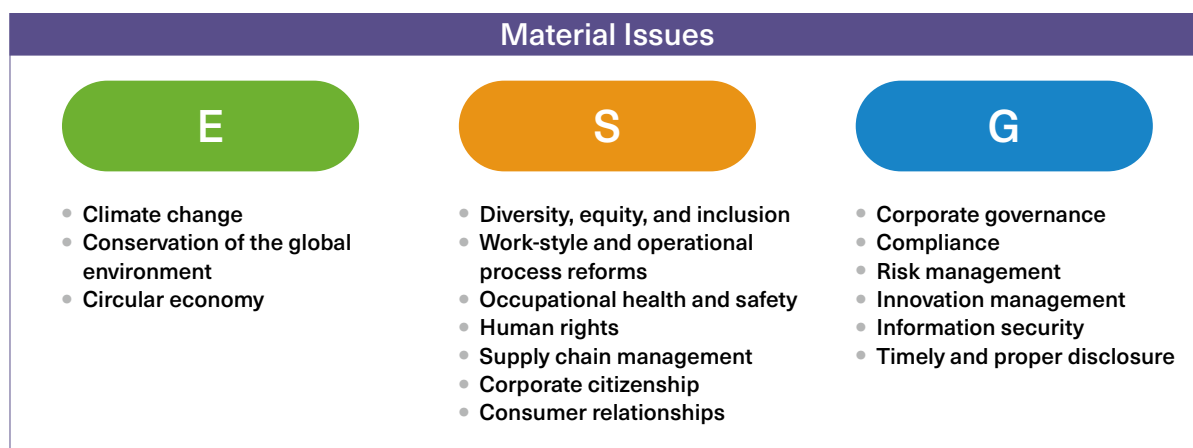 Material Issues
E
Climate change
Conservation of the global
environment
Circular economy
S
Diversity, equity, and inclusion
Work-style and operational
process reforms
Occupational health and safety
Human rights
Supply chain management
Corporate citizenship
Consumer relationships
G
Corporate governance
Compliance
Risk management
Innovation management
Information security
Timely and proper disclosure